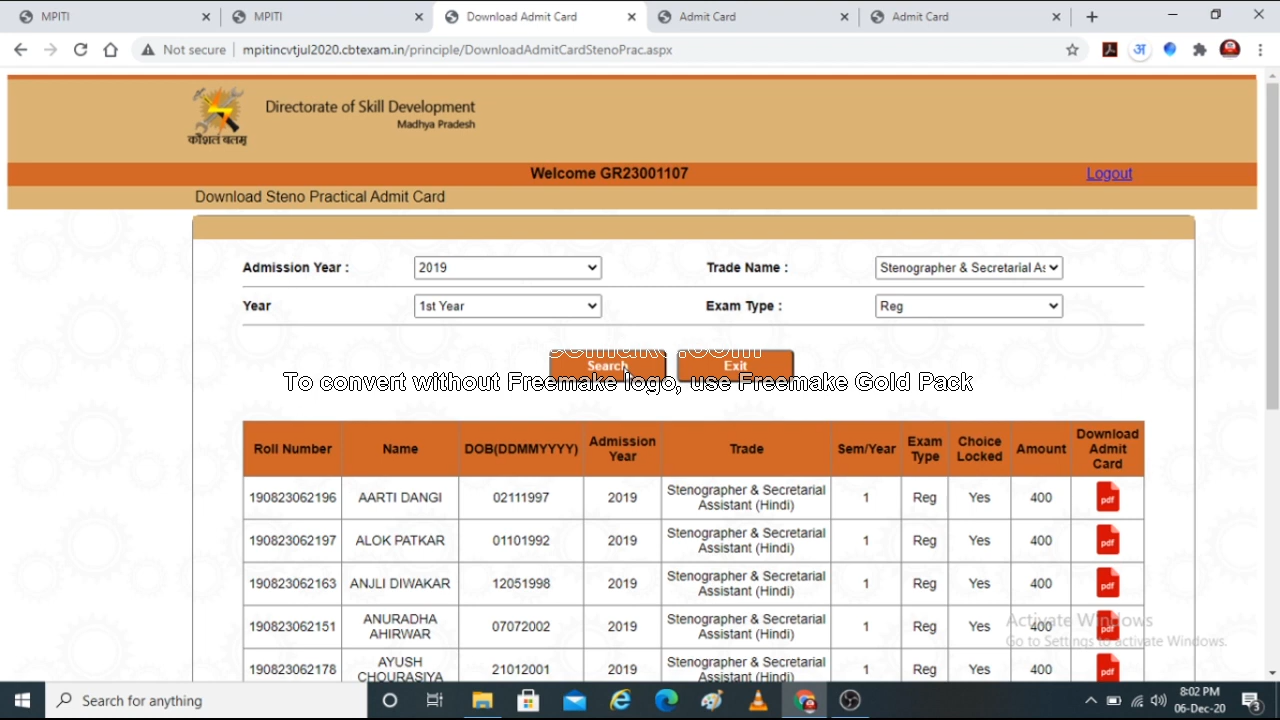 MPITI
MPITI
Download Admit Card
Admit Card
Admit Card
Not secure
mpitincvtjul2020.cbtexam.in/principle/DownloadAdmitCardStenoPrac.aspx
अ
Directorate of Skill Development
Madhya Pradesh
कौशल बलम्
Welcome GR23001107
Logout
Download Steno Practical Admit Card
Admission Year :
2019
Trade Name :
Stenographer & Secretarial As
Year
1st Year
Exam Type :
Reg
Search
Exit
To convert without Freemake logo, use Freemake Gold Pack
Roll Number Name DOB(DDMMYYYY) Admission Year Trade Sem/Year Exam Type Choice Locked Amount Download Admit Card
190823062196 AARTI DANGI 02111997 2019 Stenographer & Secretarial Assistant (Hindi) 1 Reg Yes 400 pdf
190823062197 ALOK PATKAR 01101992 2019 Stenographer & Secretarial Assistant (Hindi) 1 Reg Yes 400 pdf
190823062163 ANJLI DIWAKAR 12051998 2019 Stenographer & Secretarial Assistant (Hindi) 1 Reg Yes 400 pdf
190823062151 ANURADHA AHIRWAR 07072002 2019 Stenographer & Secretarial Assistant (Hindi) 1 Reg Yes 400 pdf
190823062178 AYUSH CHOURASIYA 21012001 2019 Stenographer & Secretarial Assistant (Hindi) 1 Reg Yes 400 pdf
Activate Windows
Go to Settings to activate Windows.
Search for anything
8:02 PM
06-Dec-20
3